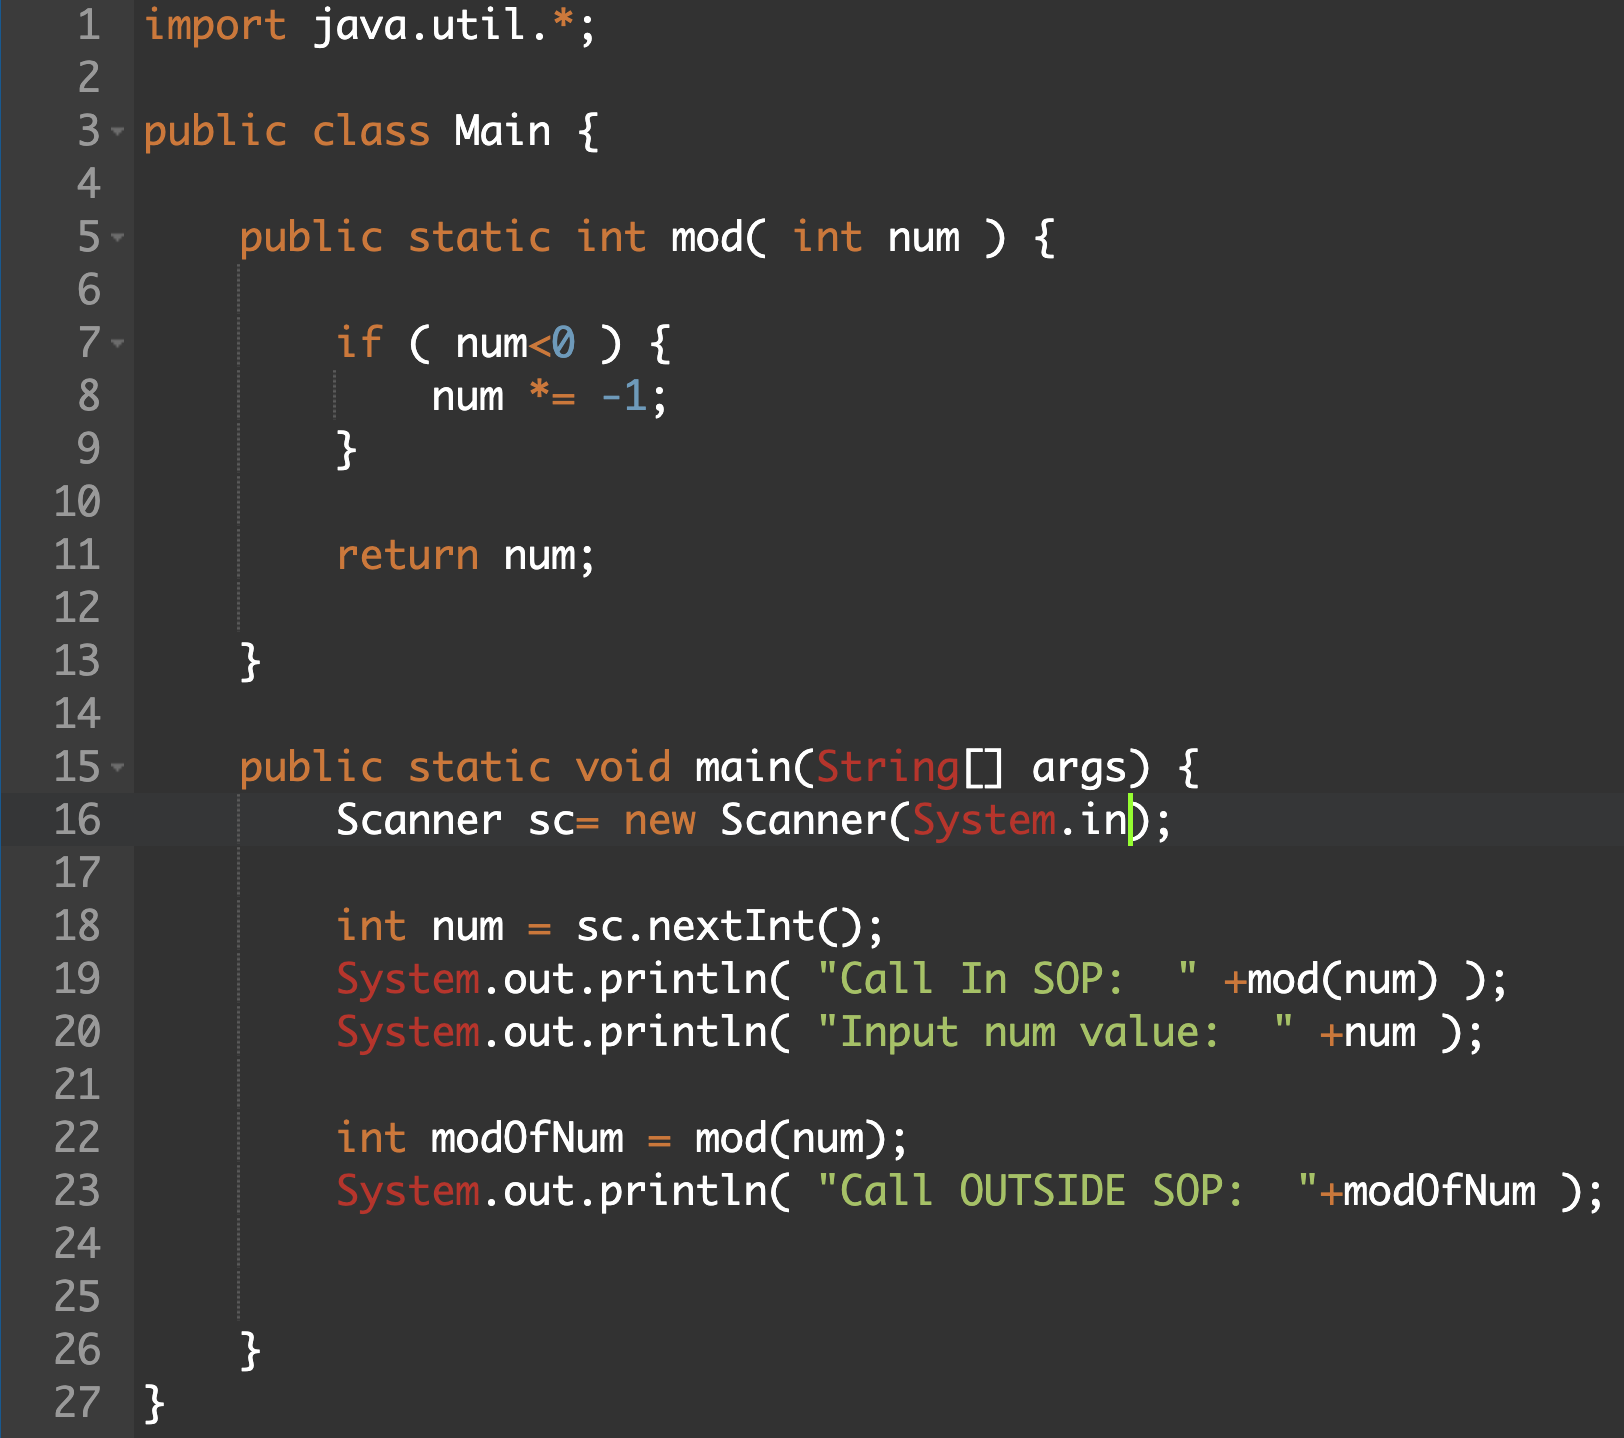 1 import java.util.*;
2
3 public class Main {
4
5     public static int mod( int num ) {
6
7         if ( num<0 ) {
8             num *= -1;
9         }
10
11         return num;
12
13     }
14
15     public static void main(String[] args) {
16         Scanner sc= new Scanner(System.in);
17
18         int num = sc.nextInt();
19         System.out.println( "Call In SOP:  " +mod(num) );
20         System.out.println( "Input num value:  " +num );
21
22         int modOfNum = mod(num);
23         System.out.println( "Call OUTSIDE SOP:  "+modOfNum );
24
25
26     }
27 }